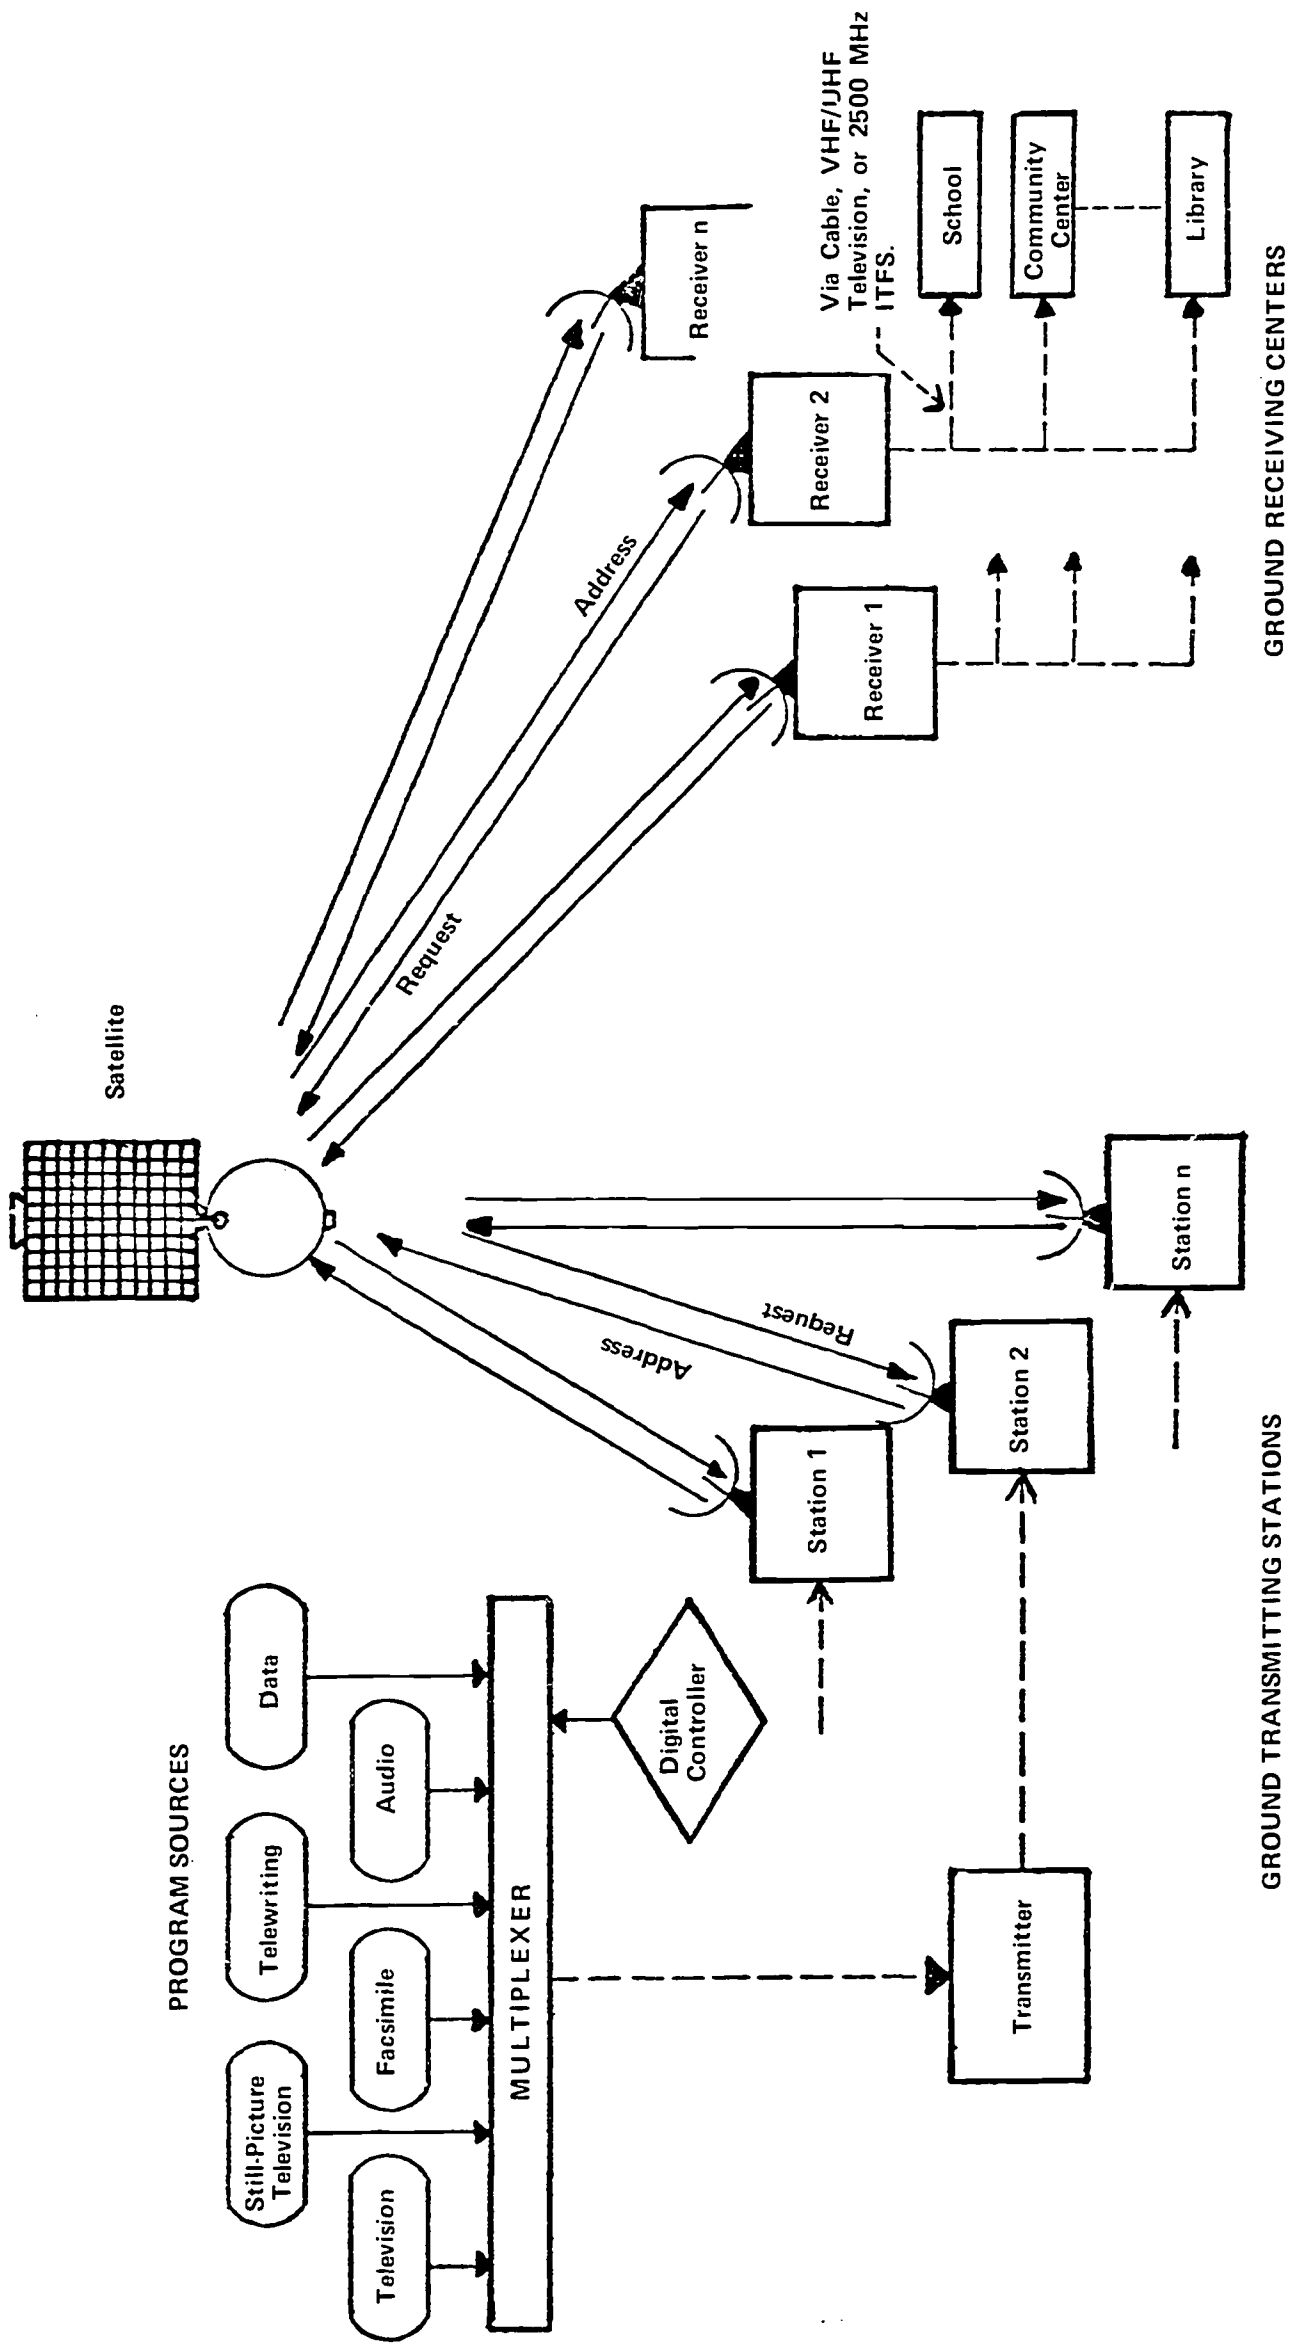 Satellite
PROGRAM SOURCES
Still-Picture
Television
Telewriting
Data
Television
Facsimile
Audio
MULTIPLEXER
Digital
Controller
Transmitter
Station 1
Station 2
Station n
Address
Request
Request
Address
Receiver 1
Receiver 2
Receiver n
Via Cable, VHF/UHF
Television, or 2500 MHz
ITFS.
School
Community
Center
Library
GROUND TRANSMITTING STATIONS
GROUND RECEIVING CENTERS